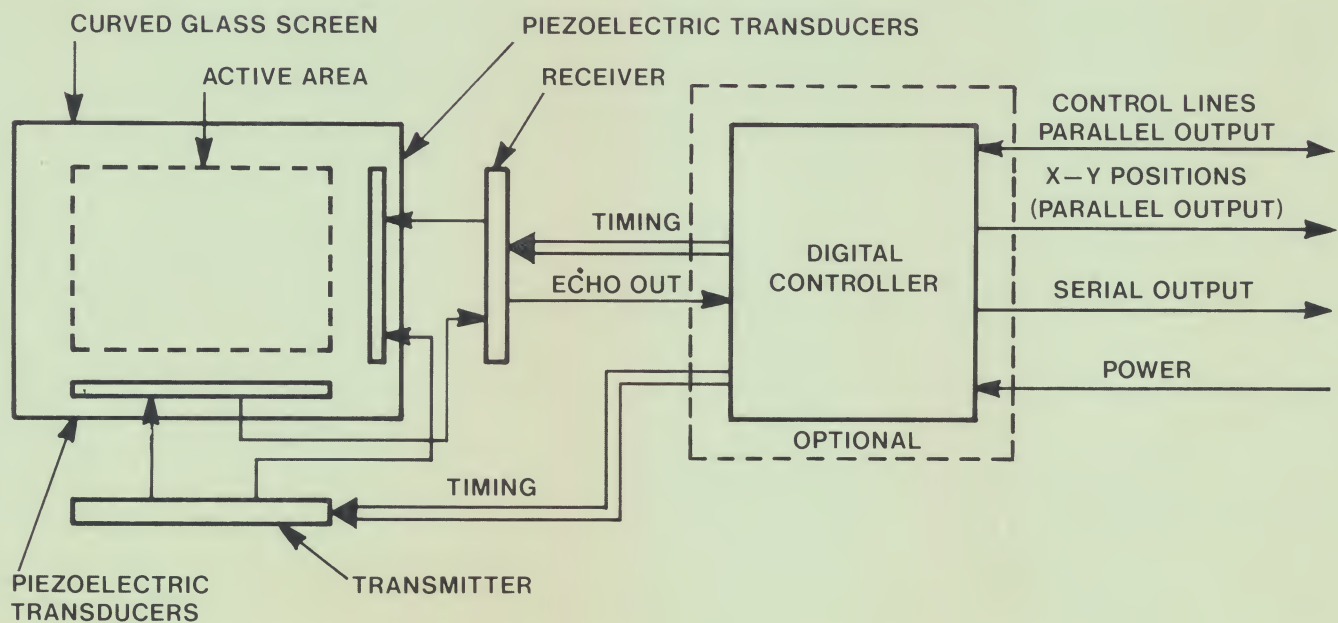 CURVED GLASS SCREEN
ACTIVE AREA
PIEZOELECTRIC TRANSDUCERS
RECEIVER
CONTROL LINES
PARALLEL OUTPUT
X–Y POSITIONS
(PARALLEL OUTPUT)
TIMING
ECHO OUT
DIGITAL
CONTROLLER
SERIAL OUTPUT
POWER
OPTIONAL
TIMING
PIEZOELECTRIC
TRANSDUCERS
TRANSMITTER